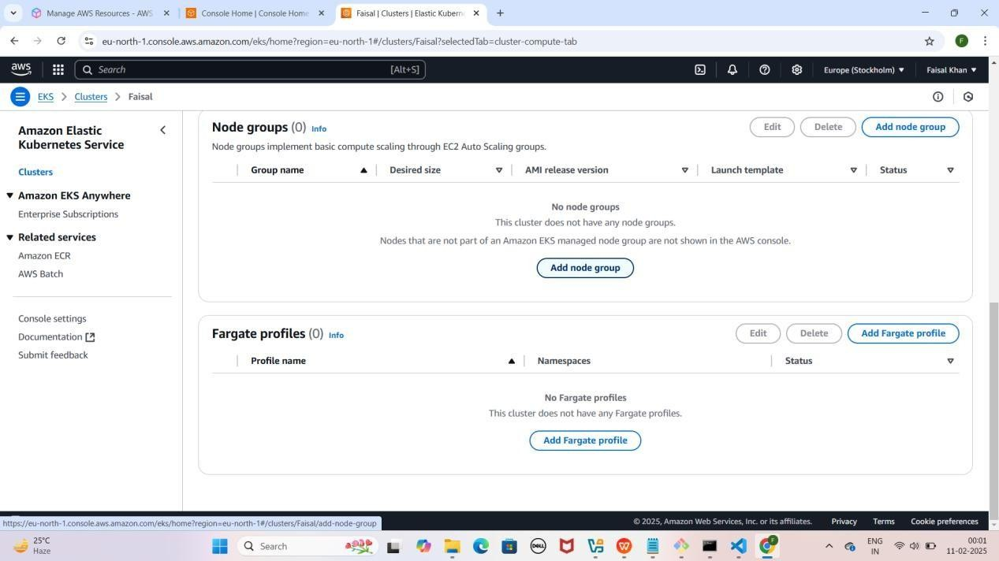 Manage AWS Resources - AWS
Console Home | Console Home
Faisal | Clusters | Elastic Kuberne
eu-north-1.console.aws.amazon.com/eks/home?region=eu-north-1#/clusters/Faisal?selectedTab=cluster-compute-tab
F
aws
Search
[Alt+S]
Europe (Stockholm)
Faisal Khan
EKS
Clusters
Faisal
Amazon Elastic
Kubernetes Service
Clusters
Amazon EKS Anywhere
Enterprise Subscriptions
Related services
Amazon ECR
AWS Batch
Console settings
Documentation
Submit feedback
Node groups (0) Info
Edit
Delete
Add node group
Node groups implement basic compute scaling through EC2 Auto Scaling groups.
Group name
Desired size
AMI release version
Launch template
Status
No node groups
This cluster does not have any node groups.
Nodes that are not part of an Amazon EKS managed node group are not shown in the AWS console.
Add node group
Fargate profiles (0) Info
Edit
Delete
Add Fargate profile
Profile name
Namespaces
Status
No Fargate profiles
This cluster does not have any Fargate profiles.
Add Fargate profile
https://eu-north-1.console.aws.amazon.com/eks/home?region=eu-north-1#/clusters/Faisal/add-node-group
© 2025, Amazon Web Services, Inc. or its affiliates.
Privacy
Terms
Cookie preferences
25°C
Haze
Search
DELL
F
ENG
IN
00:01
11-02-2025